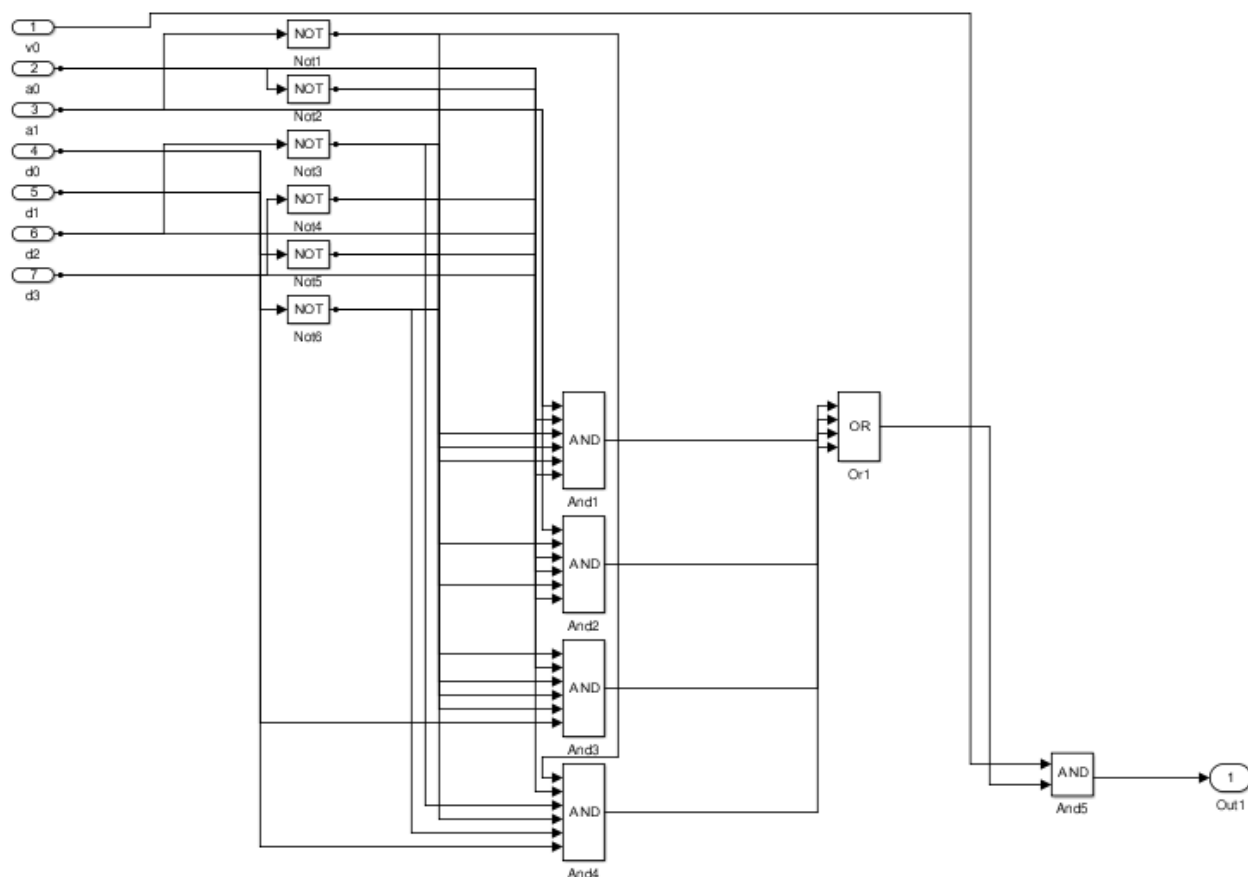 1
v0
2
a0
3
a1
4
d0
5
d1
6
d2
7
d3
NOT
Not1
NOT
Not2
NOT
Not3
NOT
Not4
NOT
Not5
NOT
Not6
AND
And1
AND
And2
AND
And3
AND
And4
OR
Or1
AND
And5
1
Out1